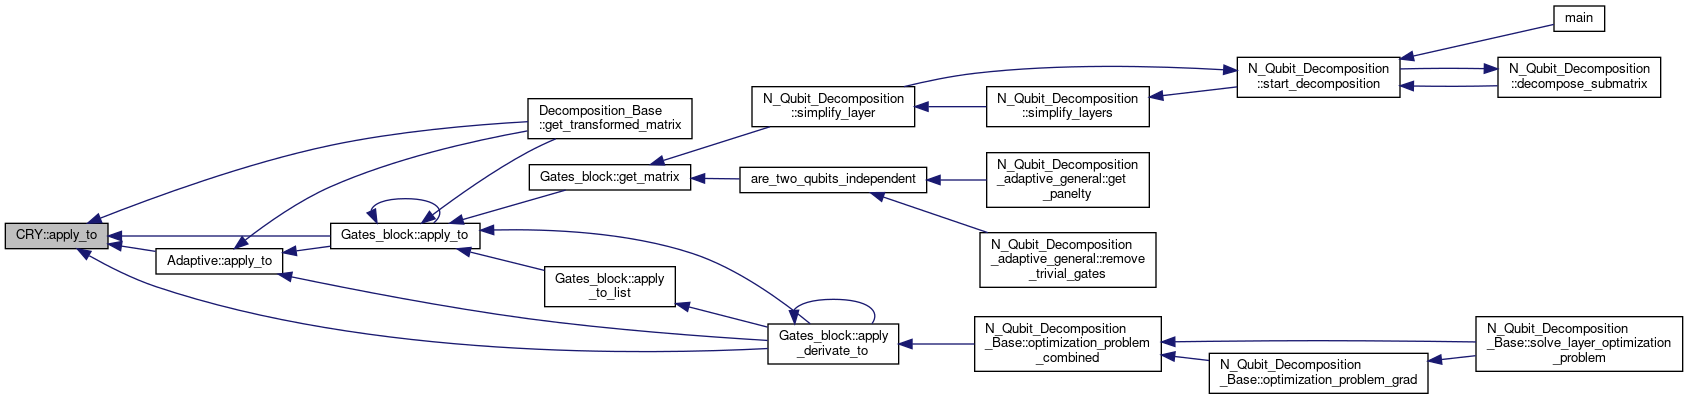 CRY::apply_to
Adaptive::apply_to
Gates_block::apply_to
Decomposition_Base
::get_transformed_matrix
Gates_block::get_matrix
Gates_block::apply
_to_list
N_Qubit_Decomposition
::simplify_layer
are_two_qubits_independent
Gates_block::apply
_derivate_to
N_Qubit_Decomposition
::simplify_layers
N_Qubit_Decomposition
_adaptive_general::get
_panelty
N_Qubit_Decomposition
_adaptive_general::remove
_trivial_gates
N_Qubit_Decomposition
_Base::optimization_problem
_combined
N_Qubit_Decomposition
::start_decomposition
N_Qubit_Decomposition
_Base::optimization_problem_grad
main
N_Qubit_Decomposition
::decompose_submatrix
N_Qubit_Decomposition
_Base::solve_layer_optimization
_problem